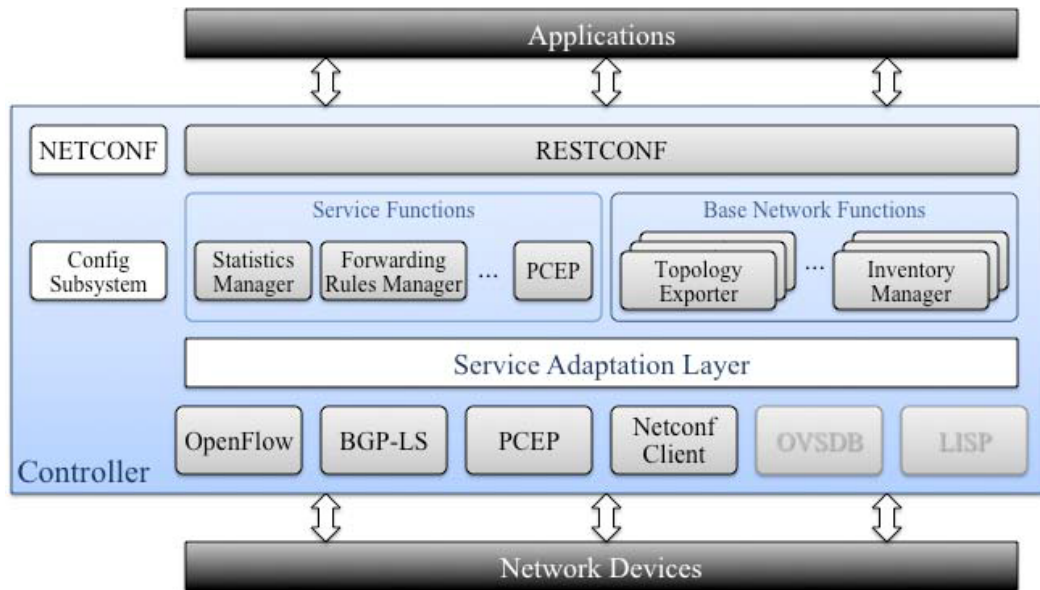 Applications
NETCONF
RESTCONF
Service Functions
Base Network Functions
Config
Subsystem
Statistics
Manager
Forwarding
Rules Manager
...
PCEP
Topology
Exporter
...
Inventory
Manager
Service Adaptation Layer
OpenFlow
BGP-LS
PCEP
Netconf
Client
OVSDB
LISP
Controller
Network Devices